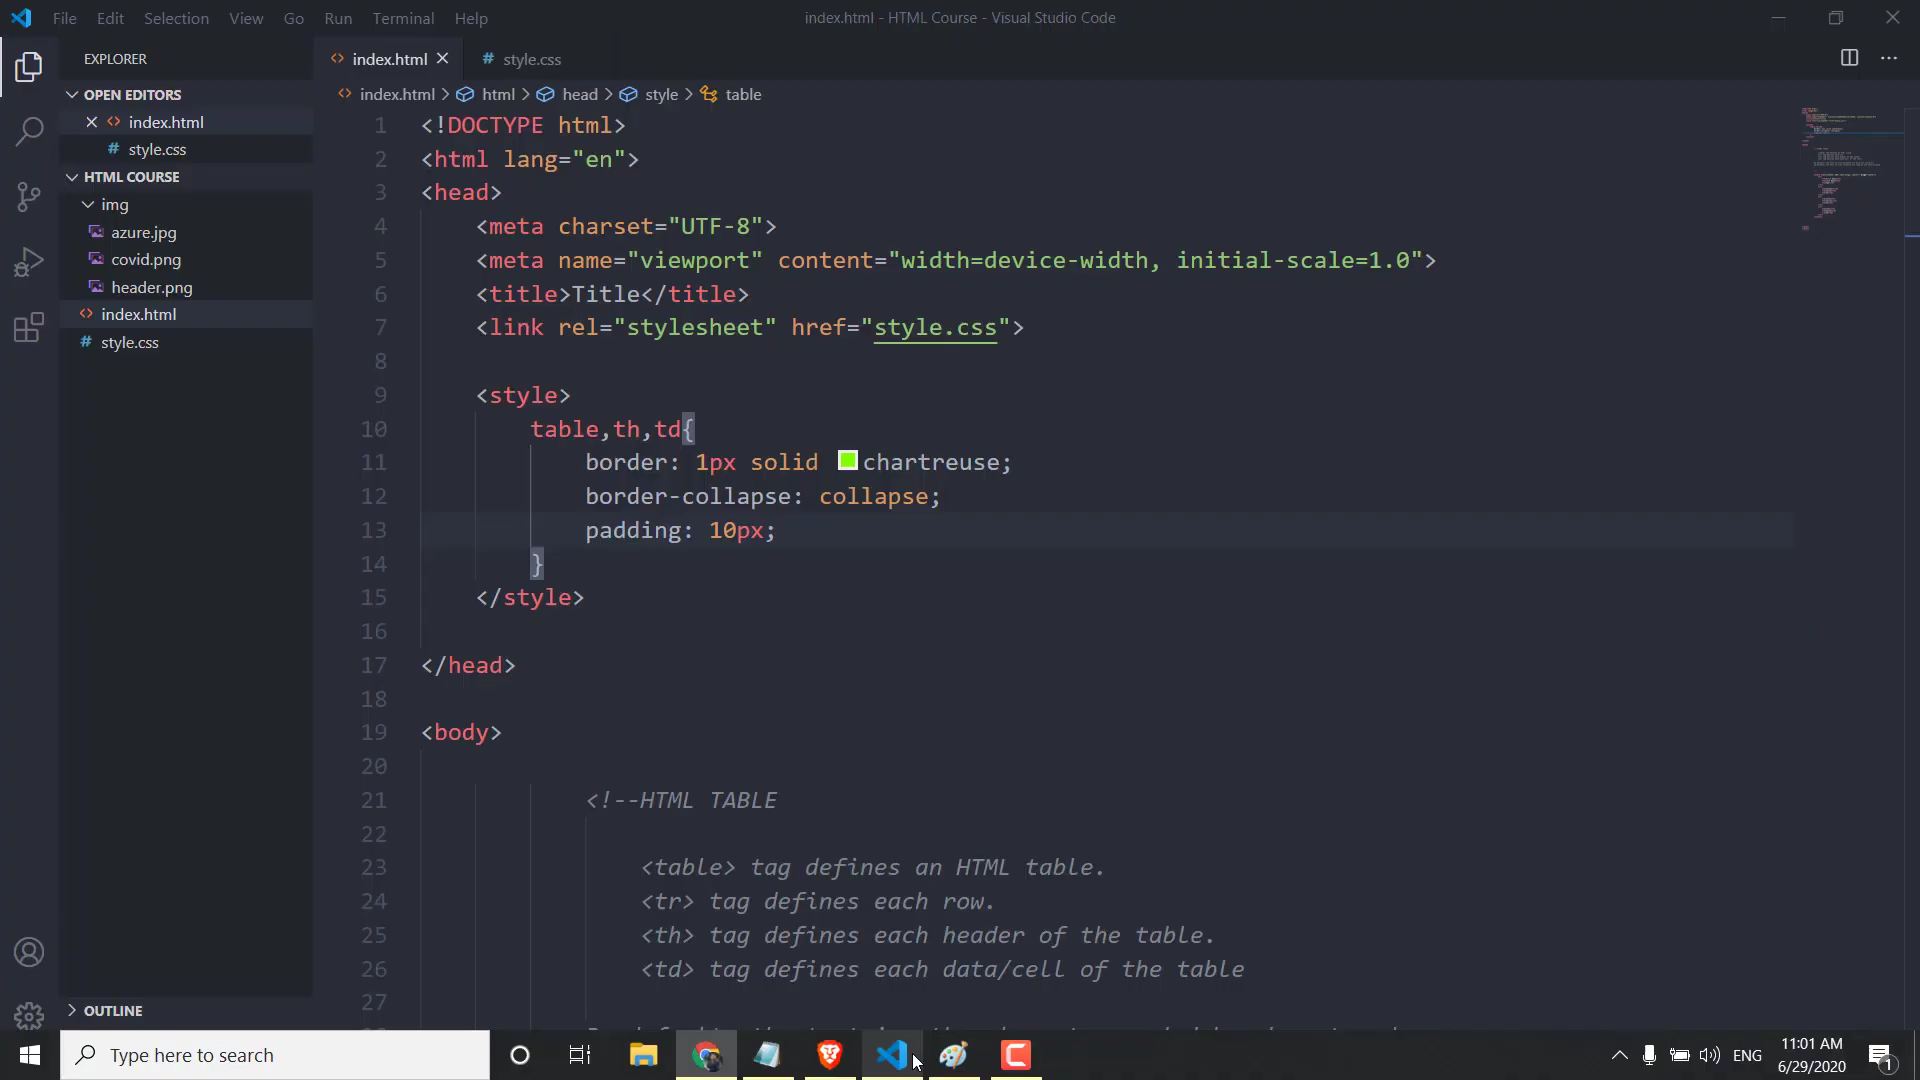 File Edit Selection View Go Run Terminal Help
index.html - HTML Course - Visual Studio Code
EXPLORER
OPEN EDITORS
index.html
style.css
HTML COURSE
img
azure.jpg
covid.png
header.png
index.html
style.css
OUTLINE
index.html
style.css
index.html > html > head > style > table
1 <!DOCTYPE html>
2 <html lang="en">
3 <head>
4 <meta charset="UTF-8">
5 <meta name="viewport" content="width=device-width, initial-scale=1.0">
6 <title>Title</title>
7 <link rel="stylesheet" href="style.css">
8
9 <style>
10 table,th,td{
11 border: 1px solid chartreuse;
12 border-collapse: collapse;
13 padding: 10px;
14 }
15 </style>
16
17 </head>
18
19 <body>
20
21 <!--HTML TABLE
22
23 <table> tag defines an HTML table.
24 <tr> tag defines each row.
25 <th> tag defines each header of the table.
26 <td> tag defines each data/cell of the table
27
Type here to search
ENG
11:01 AM
6/29/2020
1